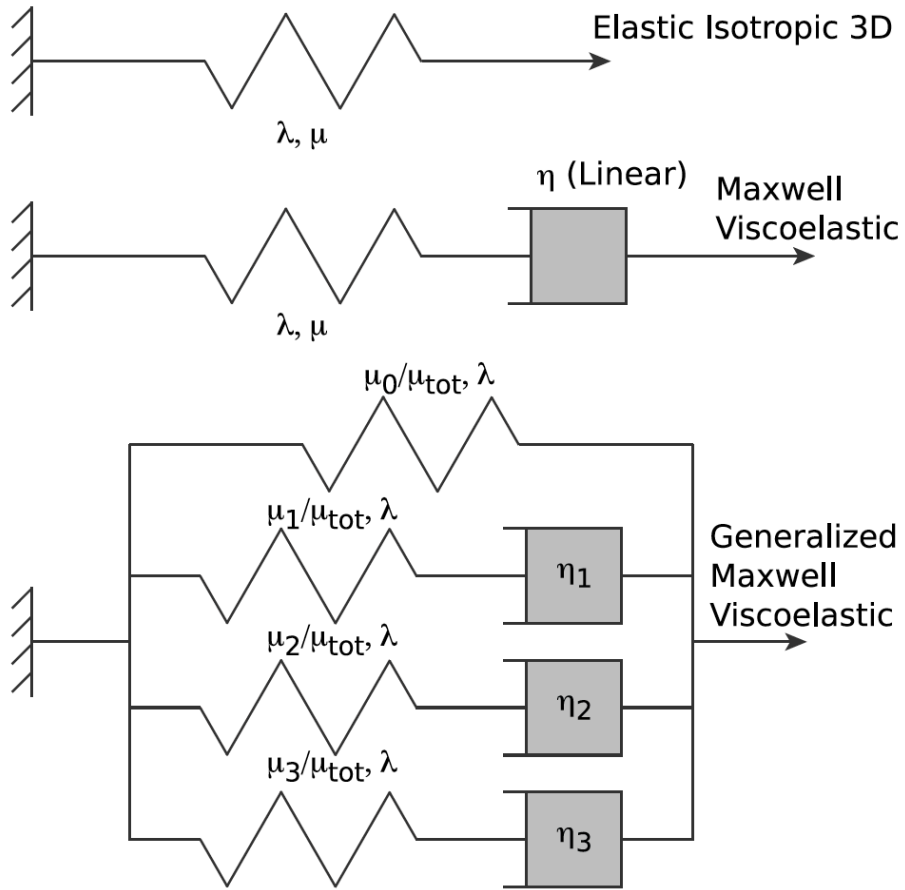 Elastic Isotropic 3D
λ, μ
η (Linear)
Maxwell
Viscoelastic
λ, μ
μ0/μtot, λ
μ1/μtot, λ
η1
Generalized
Maxwell
Viscoelastic
μ2/μtot, λ
η2
μ3/μtot, λ
η3